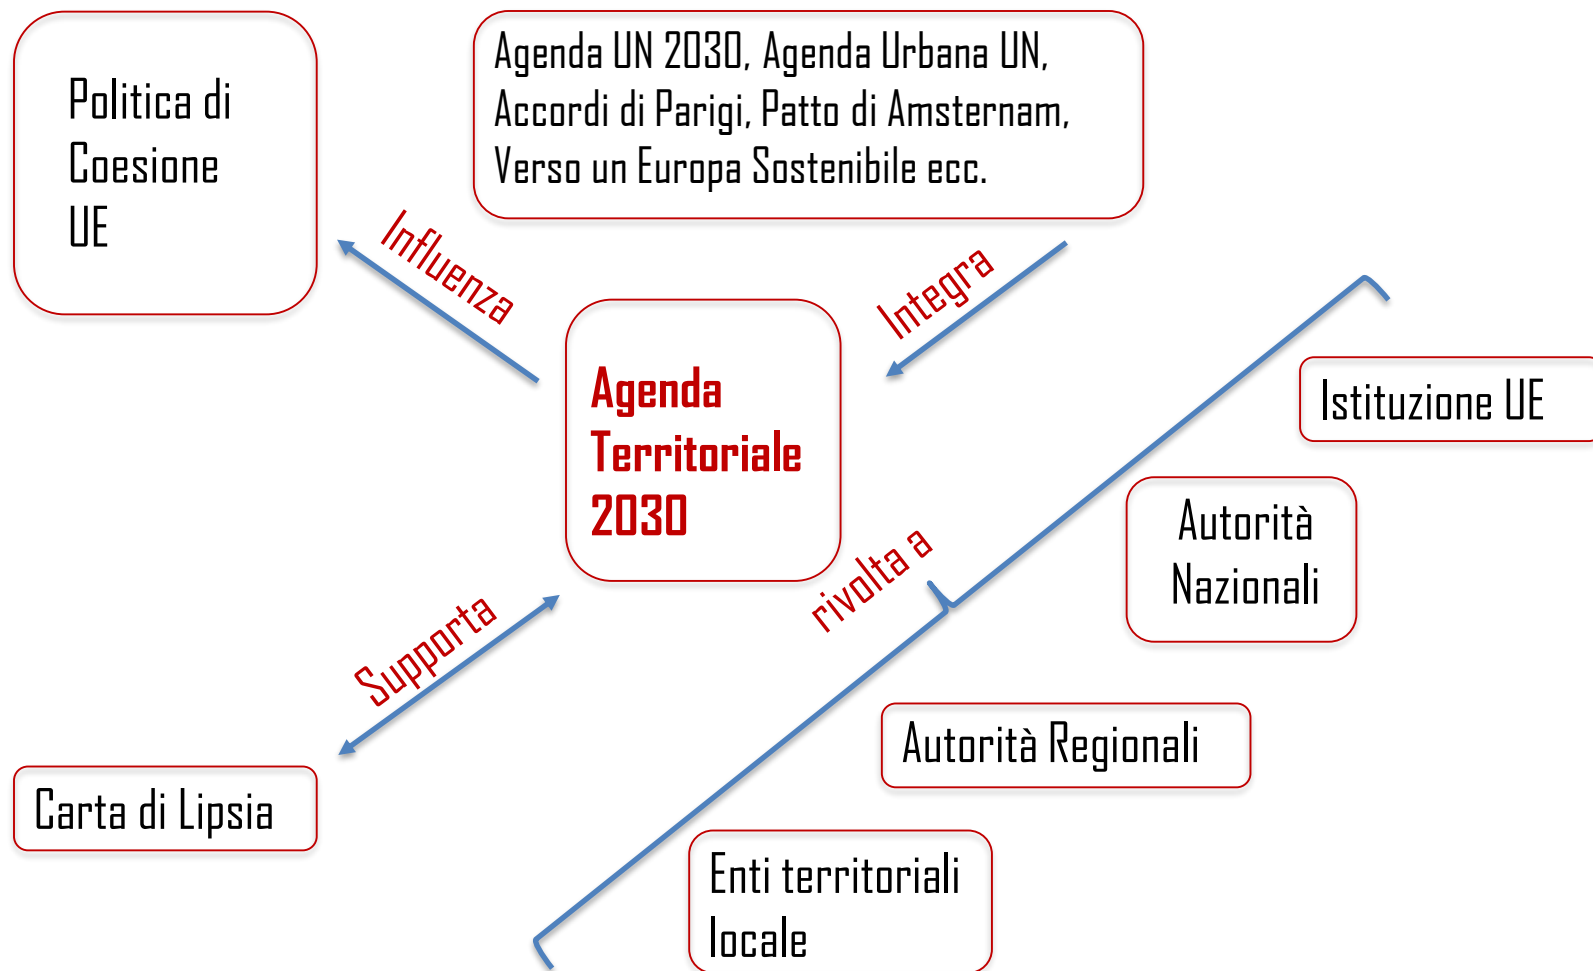 Politica di
Coesione
UE
Agenda UN 2030, Agenda Urbana UN,
Accordi di Parigi, Patto di Amsternam,
Verso un Europa Sostenibile ecc.
Influenza
Integra
Agenda
Territoriale
2030
Istituzione UE
Autorità
Nazionali
rivolta a
Supporta
Autorità Regionali
Carta di Lipsia
Enti territoriali
locale